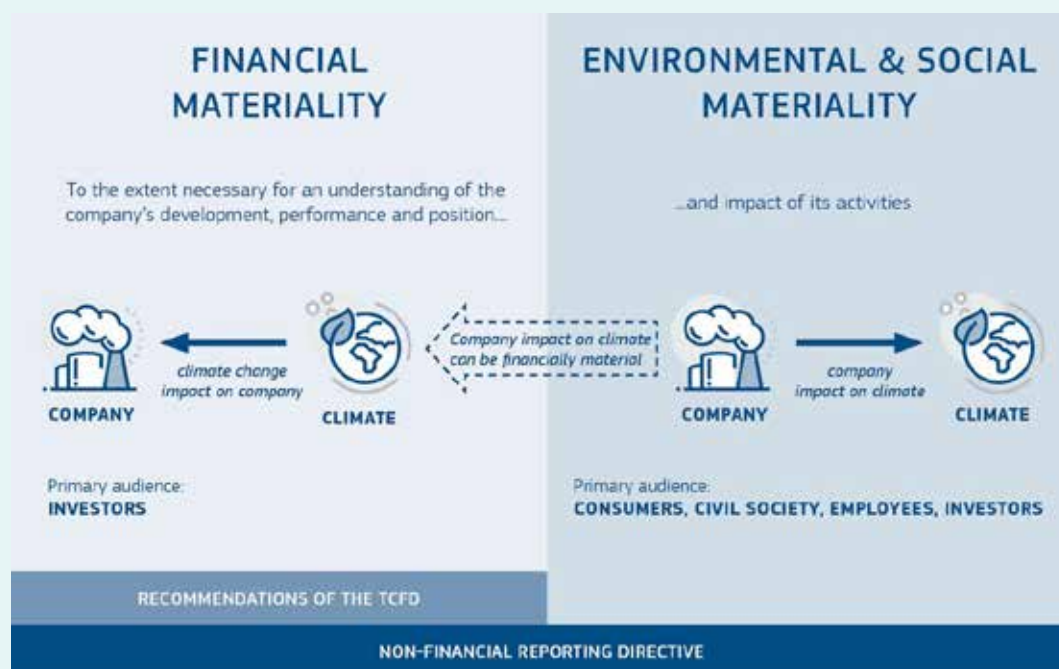 FINANCIAL
MATERIALITY
To the extent necessary for an understanding of the
company's development, performance and position...
climate change
impact on company
COMPANY
CLIMATE
Primary audience:
INVESTORS
RECOMMENDATIONS OF THE TCFD
Company impact on climate
can be financially material
ENVIRONMENTAL & SOCIAL
MATERIALITY
...and impact of its activities
company
impact on climate
COMPANY
CLIMATE
Primary audience:
CONSUMERS, CIVIL SOCIETY, EMPLOYEES, INVESTORS
NON-FINANCIAL REPORTING DIRECTIVE